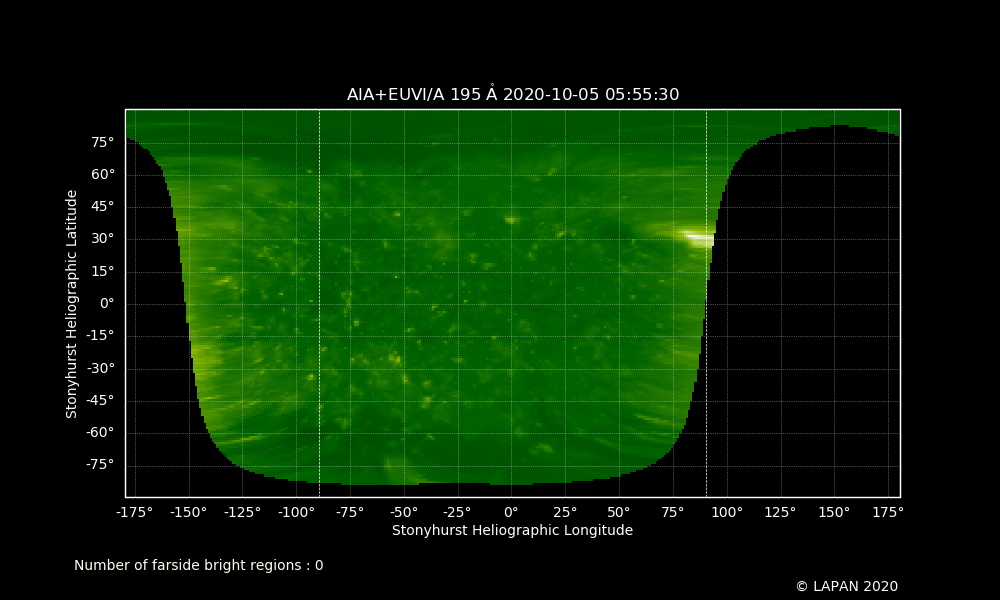 AIA+EUVI/A 195 Å 2020-10-05 05:55:30
75°
60°
45°
30°
15°
0°
-15°
-30°
-45°
-60°
-75°
Stonyhurst Heliographic Latitude
-175° -150° -125° -100° -75° -50° -25° 0° 25° 50° 75° 100° 125° 150° 175°
Stonyhurst Heliographic Longitude
Number of farside bright regions : 0
© LAPAN 2020